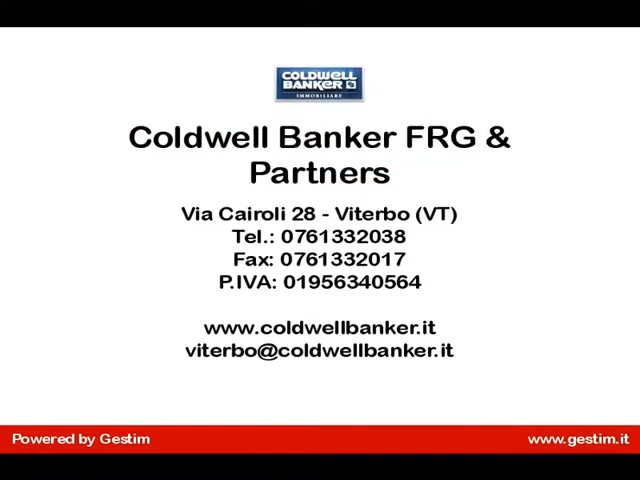 COLDWELL
BANKER
IMMOBILIARE
Coldwell Banker FRG &
Partners
Via Cairoli 28 - Viterbo (VT)
Tel.: 0761332038
Fax: 0761332017
P.IVA: 01956340564
www.coldwellbanker.it
viterbo@coldwellbanker.it
Powered by Gestim
www.gestim.it